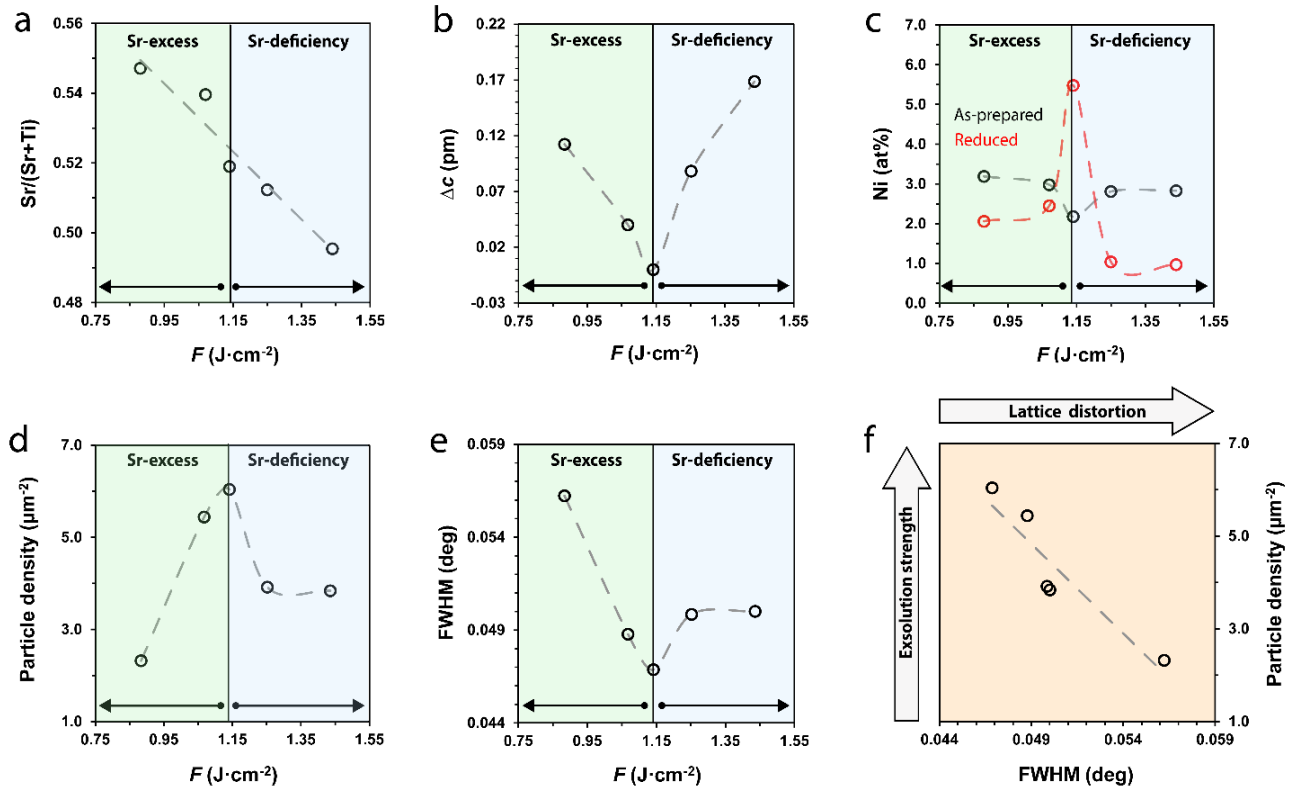 a
0.56
0.54
0.52
0.50
0.48
Sr/(Sr+Ti)
Sr-excess
Sr-deficiency
0.75
0.95
1.15
1.35
1.55
F (J·cm⁻²)
b
0.22
0.17
0.12
0.07
0.02
-0.03
Δc (pm)
Sr-excess
Sr-deficiency
0.75
0.95
1.15
1.35
1.55
F (J·cm⁻²)
c
7.0
6.0
5.0
4.0
3.0
2.0
1.0
0.0
Ni (at%)
Sr-excess
Sr-deficiency
As-prepared
Reduced
0.75
0.95
1.15
1.35
1.55
F (J·cm⁻²)
d
7.0
5.0
3.0
1.0
Particle density (μm⁻²)
Sr-excess
Sr-deficiency
0.75
0.95
1.15
1.35
1.55
F (J·cm⁻²)
e
0.059
0.054
0.049
0.044
FWHM (deg)
Sr-excess
Sr-deficiency
0.75
0.95
1.15
1.35
1.55
F (J·cm⁻²)
Lattice distortion
f
Exsolution strength
7.0
5.0
3.0
1.0
Particle density (μm⁻²)
0.044
0.049
0.054
0.059
FWHM (deg)